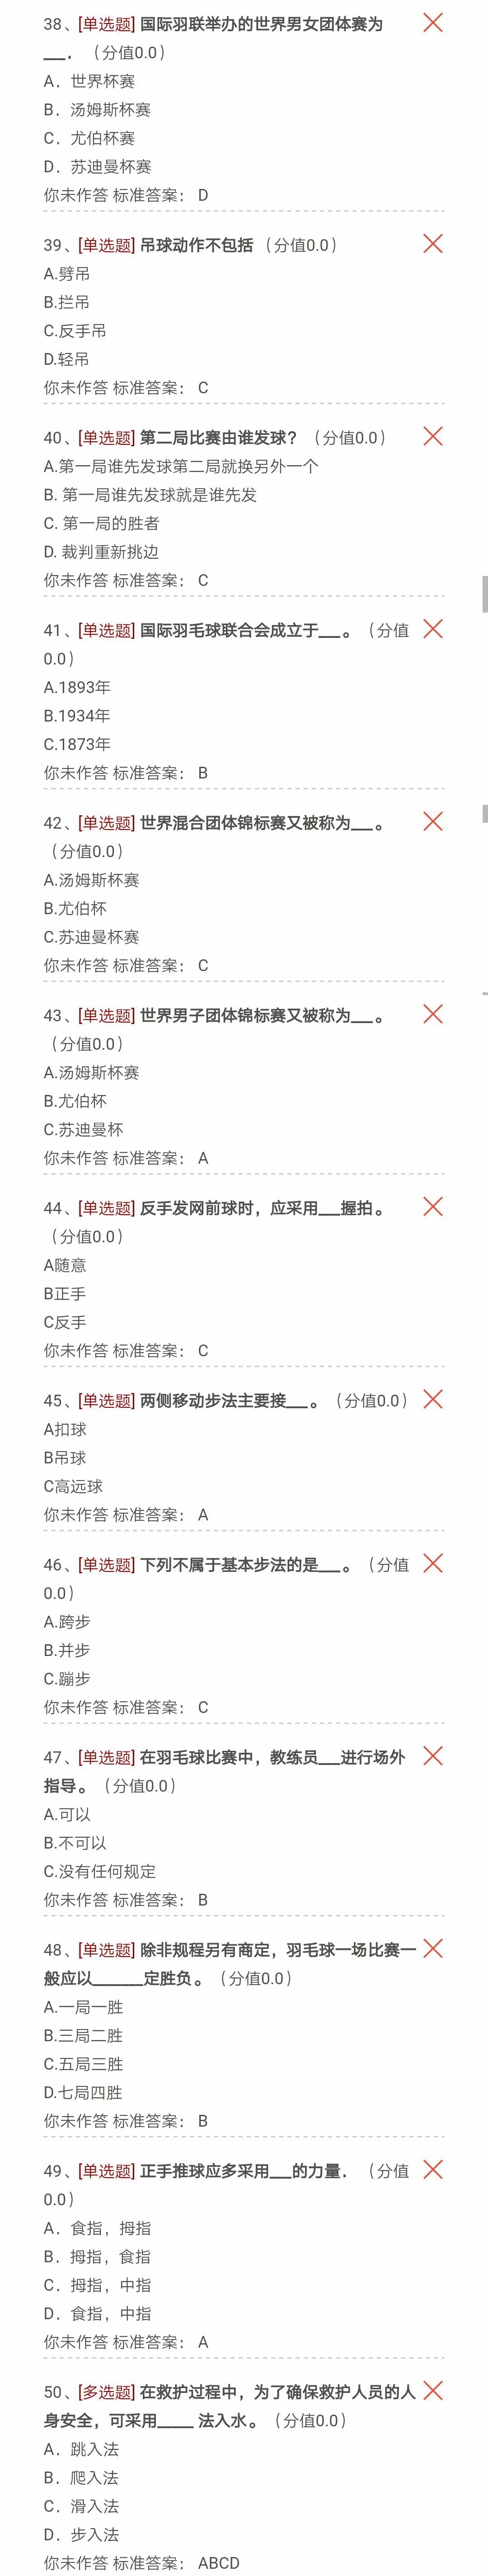 38、[单选题] 国际羽联举办的世界男女团体赛为
___．（分值0.0）
A．世界杯赛
B．汤姆斯杯赛
C．尤伯杯赛
D．苏迪曼杯赛
你未作答 标准答案： D
39、[单选题] 吊球动作不包括 （分值0.0）
A.劈吊
B.拦吊
C.反手吊
D.轻吊
你未作答 标准答案： C
40、[单选题] 第二局比赛由谁发球？ （分值0.0）
A.第一局谁先发球第二局就换另外一个
B. 第一局谁先发球就是谁先发
C. 第一局的胜者
D. 裁判重新挑边
你未作答 标准答案： C
41、[单选题] 国际羽毛球联合会成立于___。（分值
0.0）
A.1893年
B.1934年
C.1873年
你未作答 标准答案： B
42、[单选题] 世界混合团体锦标赛又被称为___。
（分值0.0）
A.汤姆斯杯赛
B.尤伯杯
C.苏迪曼杯赛
你未作答 标准答案： C
43、[单选题] 世界男子团体锦标赛又被称为___。
（分值0.0）
A.汤姆斯杯赛
B.尤伯杯
C.苏迪曼杯
你未作答 标准答案： A
44、[单选题] 反手发网前球时，应采用___握拍。
（分值0.0）
A随意
B正手
C反手
你未作答 标准答案： C
45、[单选题] 两侧移动步法主要接___。（分值0.0）
A扣球
B吊球
C高远球
你未作答 标准答案： A
46、[单选题] 下列不属于基本步法的是___。（分值
0.0）
A.跨步
B.并步
C.蹦步
你未作答 标准答案： C
47、[单选题] 在羽毛球比赛中，教练员___进行场外
指导。（分值0.0）
A.可以
B.不可以
C.没有任何规定
你未作答 标准答案： B
48、[单选题] 除非规程另有商定，羽毛球一场比赛一
般应以_______定胜负。（分值0.0）
A.一局一胜
B.三局二胜
C.五局三胜
D.七局四胜
你未作答 标准答案： B
49、[单选题] 正手推球应多采用___的力量．（分值
0.0）
A．食指，拇指
B．拇指，食指
C．拇指，中指
D．食指，中指
你未作答 标准答案： A
50、[多选题] 在救护过程中，为了确保救护人员的人
身安全，可采用_____ 法入水。（分值0.0）
A．跳入法
B．爬入法
C．滑入法
D．步入法
你未作答 标准答案： ABCD